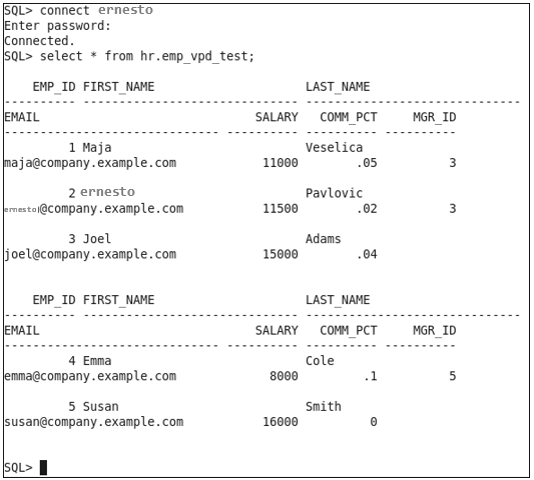 SQL> connect ernesto
Enter password:
Connected.
SQL> select * from hr.emp_vpd_test;
EMP_ID FIRST_NAME LAST_NAME
---------- ------------------------------ ------------------------------
EMAIL SALARY COMM_PCT MGR_ID
------------------------------ ---------- ---------- ----------
1 Maja Veselica
maja@company.example.com 11000 .05 3
2 ernesto Pavlovic
ernesto@company.example.com 11500 .02 3
3 Joel Adams
joel@company.example.com 15000 .04
EMP_ID FIRST_NAME LAST_NAME
---------- ------------------------------ ------------------------------
EMAIL SALARY COMM_PCT MGR_ID
------------------------------ ---------- ---------- ----------
4 Emma Cole
emma@company.example.com 8000 .1 5
5 Susan Smith
susan@company.example.com 16000 0
SQL>